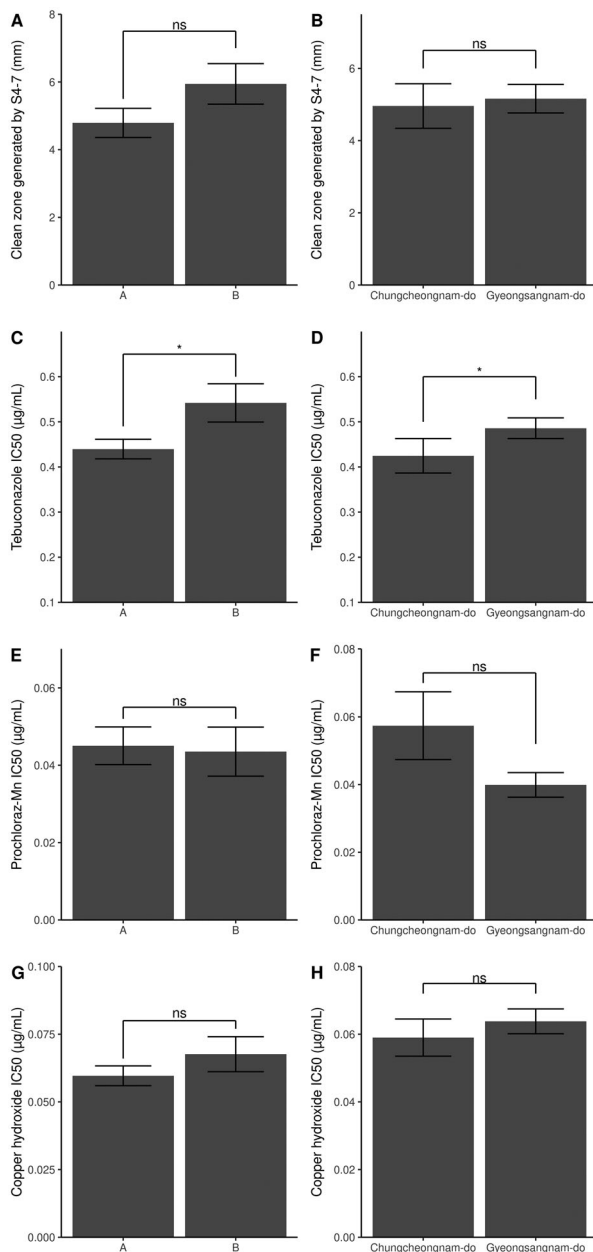 A
Clean zone generated by S4-7 (mm)
0
2
4
6
ns
A
B
B
Clean zone generated by S4-7 (mm)
0
2
4
6
ns
Chungcheongnam-do
Gyeongsangnam-do
C
Tebuconazole IC50 (μg/mL)
0.1
0.2
0.3
0.4
0.5
0.6
*
A
B
D
Tebuconazole IC50 (μg/mL)
0.1
0.2
0.3
0.4
0.5
0.6
*
Chungcheongnam-do
Gyeongsangnam-do
E
Prochloraz-Mn IC50 (μg/mL)
0.00
0.02
0.04
0.06
ns
A
B
F
Prochloraz-Mn IC50 (μg/mL)
0.00
0.02
0.04
0.06
0.08
ns
Chungcheongnam-do
Gyeongsangnam-do
G
Copper hydroxide IC50 (μg/mL)
0.000
0.025
0.050
0.075
0.100
ns
A
B
H
Copper hydroxide IC50 (μg/mL)
0.00
0.02
0.04
0.06
0.08
ns
Chungcheongnam-do
Gyeongsangnam-do